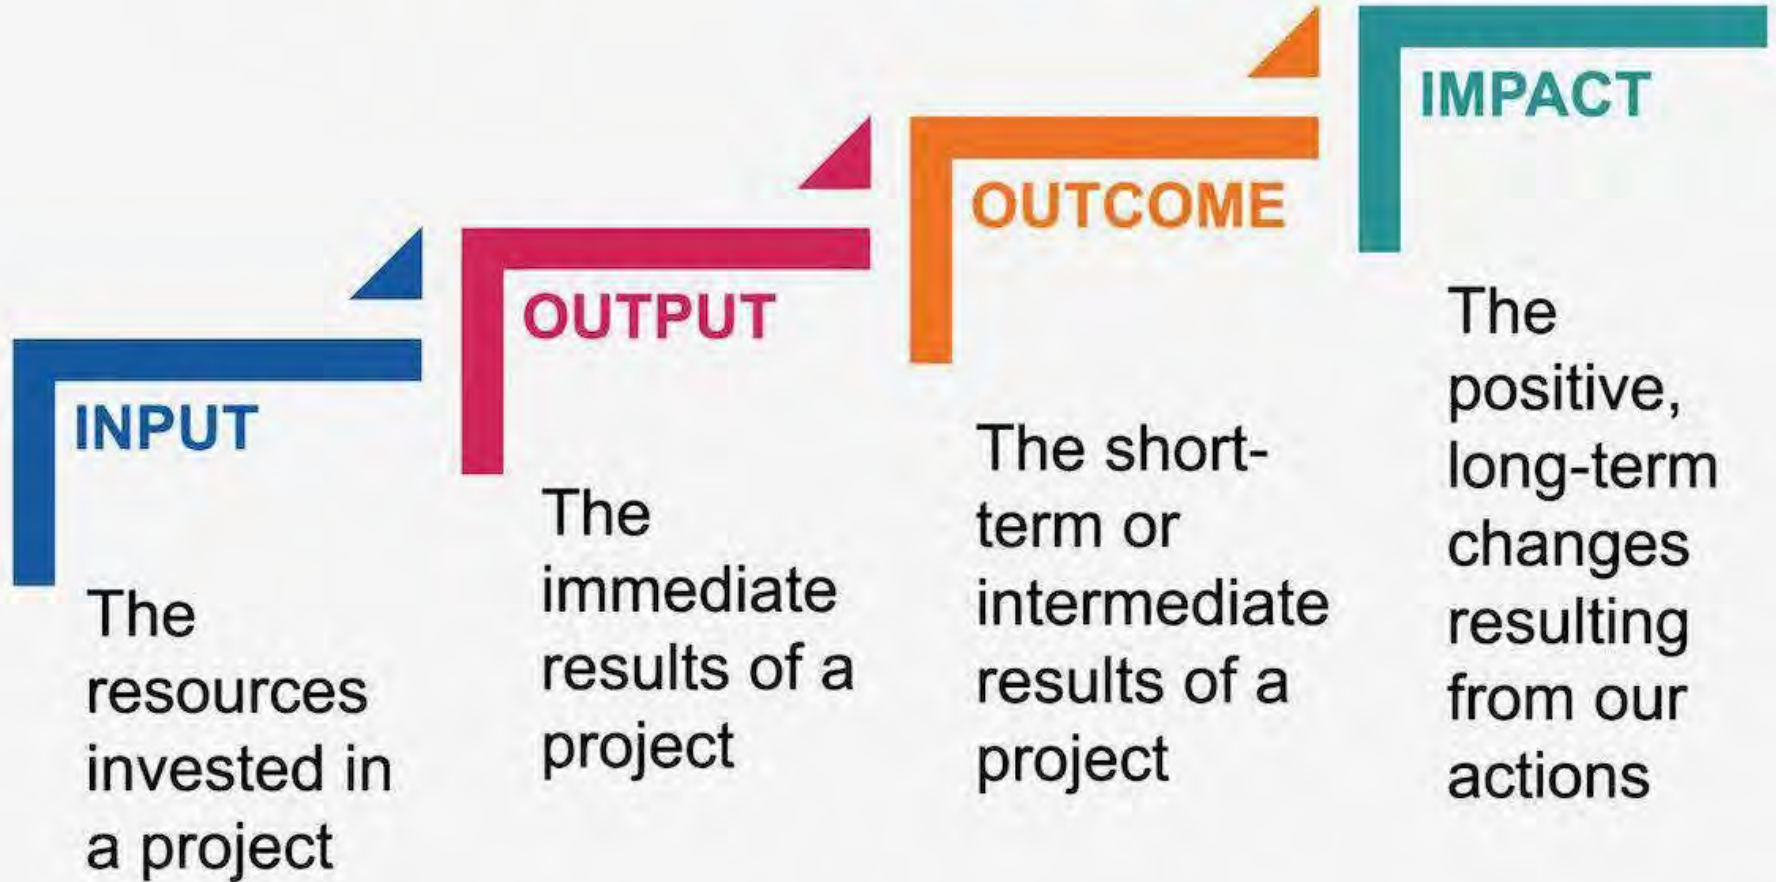 INPUT
The
resources
invested in
a project
OUTPUT
The
immediate
results of a
project
OUTCOME
The short-
term or
intermediate
results of a
project
IMPACT
The
positive,
long-term
changes
resulting
from our
actions